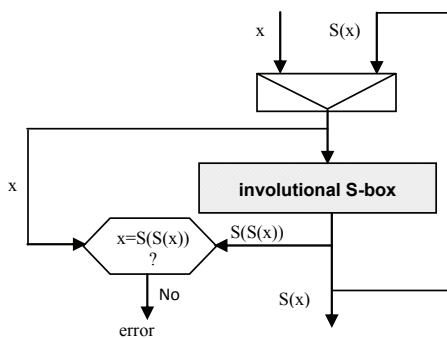 x
S(x)
involutional S-box
x
x=S(S(x))
?
S(S(x))
No
S(x)
error